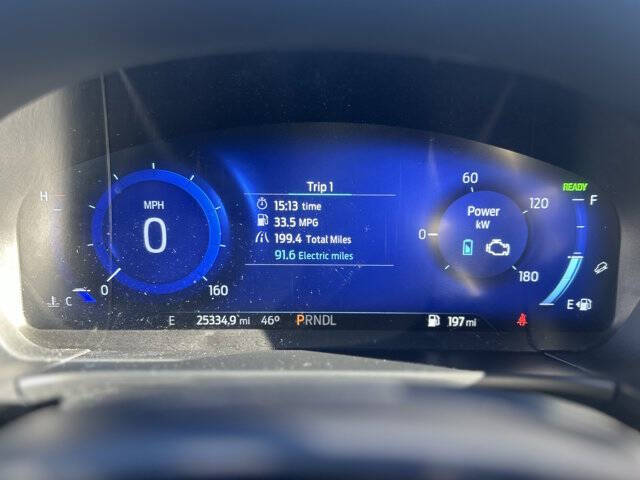 Trip 1
15:13 time
33.5 MPG
199.4 Total Miles
91.6 Electric miles
MPH
0
0
160
H
C
60
120
0
180
Power
kW
READY
F
E
E
25334.9 mi
46º
PRNDL
197 mi